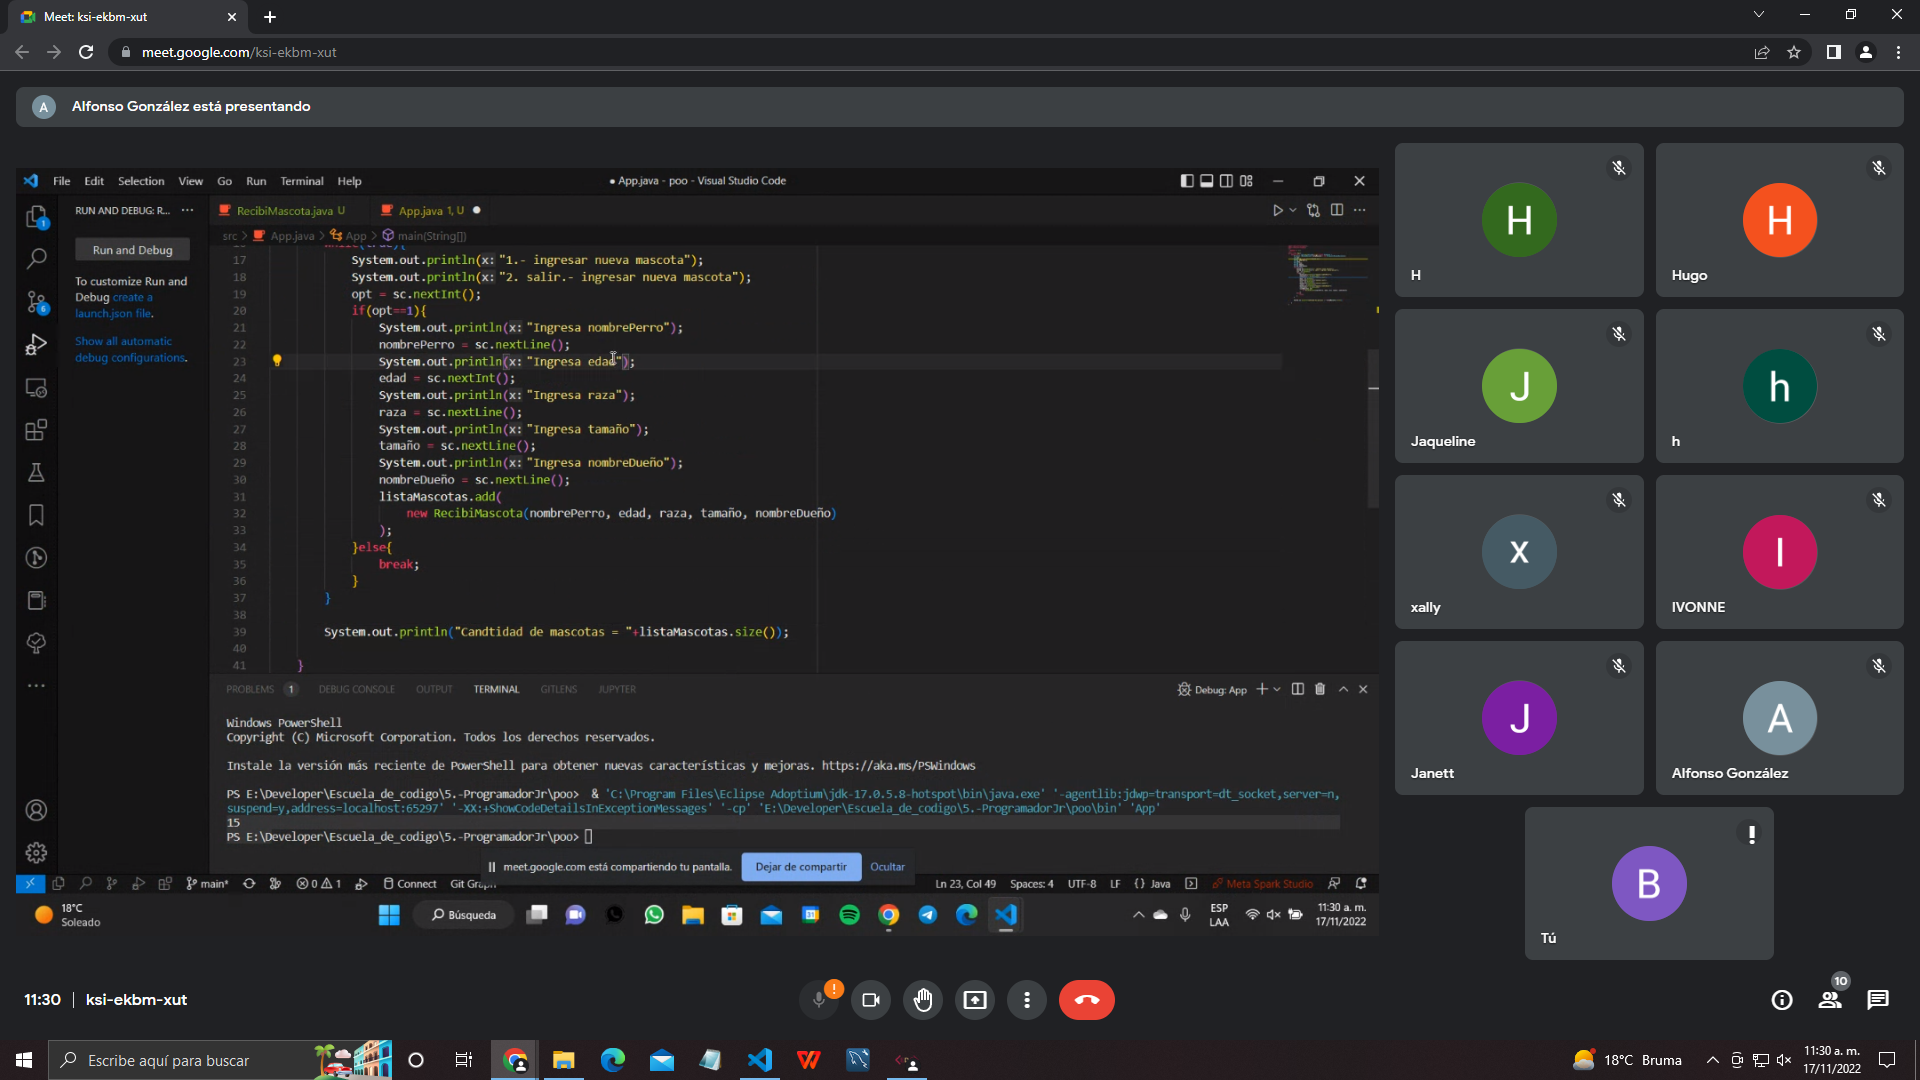 Meet: ksi-ekbm-xut
meet.google.com/ksi-ekbm-xut
A
Alfonso González está presentando
File Edit Selection View Go Run Terminal Help
● App.java - poo - Visual Studio Code
RUN AND DEBUG: R... ...
RecibiMascota.java U
App.java 1, U ●
src > App.java > App > main(String[])
Run and Debug
To customize Run and
Debug create a
launch.json file.
Show all automatic
debug configurations.
1
6
while(true){
17 System.out.println(x: "1.- ingresar nueva mascota");
18 System.out.println(x: "2. salir.- ingresar nueva mascota");
19 opt = sc.nextInt();
20 if(opt==1){
21 System.out.println(x: "Ingresa nombrePerro");
22 nombrePerro = sc.nextLine();
23 System.out.println(x: "Ingresa edad");
24 edad = sc.nextInt();
25 System.out.println(x: "Ingresa raza");
26 raza = sc.nextLine();
27 System.out.println(x: "Ingresa tamaño");
28 tamaño = sc.nextLine();
29 System.out.println(x: "Ingresa nombreDueño");
30 nombreDueño = sc.nextLine();
31 listaMascotas.add(
32 new RecibiMascota(nombrePerro, edad, raza, tamaño, nombreDueño)
33 );
34 }else{
35 break;
36 }
37 }
38
39 System.out.println("Candtidad de mascotas = "+listaMascotas.size());
40
41 }
PROBLEMS 1 DEBUG CONSOLE OUTPUT TERMINAL GITLENS JUPYTER
Debug: App
Windows PowerShell
Copyright (C) Microsoft Corporation. Todos los derechos reservados.
Instale la versión más reciente de PowerShell para obtener nuevas características y mejoras. https://aka.ms/PSWindows
PS E:\Developer\Escuela_de_codigo\5.-ProgramadorJr\poo> & 'C:\Program Files\Eclipse Adoptium\jdk-17.0.5.8-hotspot\bin\java.exe' '-agentlib:jdwp=transport=dt_socket,server=n,
suspend=y,address=localhost:65297' '-XX:+ShowCodeDetailsInExceptionMessages' '-cp' 'E:\Developer\Escuela_de_codigo\5.-ProgramadorJr\poo\bin' 'App'
15
PS E:\Developer\Escuela_de_codigo\5.-ProgramadorJr\poo>
meet.google.com está compartiendo tu pantalla.
Dejar de compartir
Ocultar
main*
0 1
Connect
Git Graph
Ln 23, Col 49
Spaces: 4
UTF-8
LF
{} Java
Meta Spark Studio
18°C
Soleado
Búsqueda
ESP
LAA
11:30 a. m.
17/11/2022
H
H
H
Hugo
J
Jaqueline
h
h
x
xally
I
IVONNE
J
Janett
A
Alfonso González
B
Tú
11:30 | ksi-ekbm-xut
10
Escribe aquí para buscar
18°C Bruma
11:30 a. m.
17/11/2022